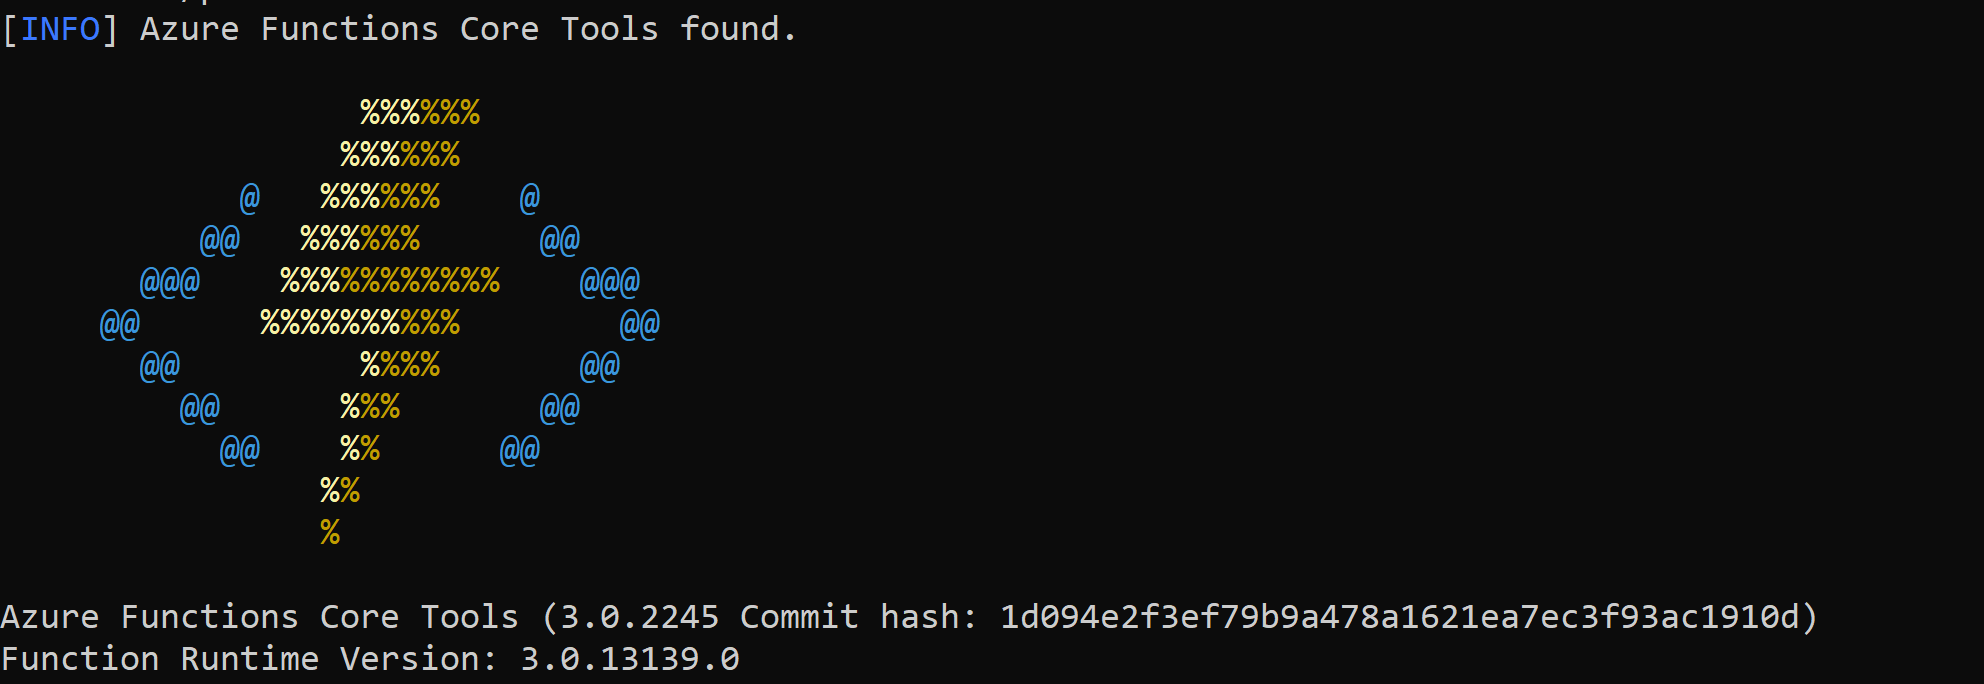 [INFO] Azure Functions Core Tools found.
                  %%%%%%
                 %%%%%%
            @   %%%%%%    @
          @@   %%%%%%      @@
       @@@    %%%%%%%%%%%    @@@
     @@      %%%%%%%%%%        @@
       @@         %%%%       @@
         @@      %%%       @@
           @@    %%      @@
                %%
                %
Azure Functions Core Tools (3.0.2245 Commit hash: 1d094e2f3ef79b9a478a1621ea7ec3f93ac1910d)
Function Runtime Version: 3.0.13139.0